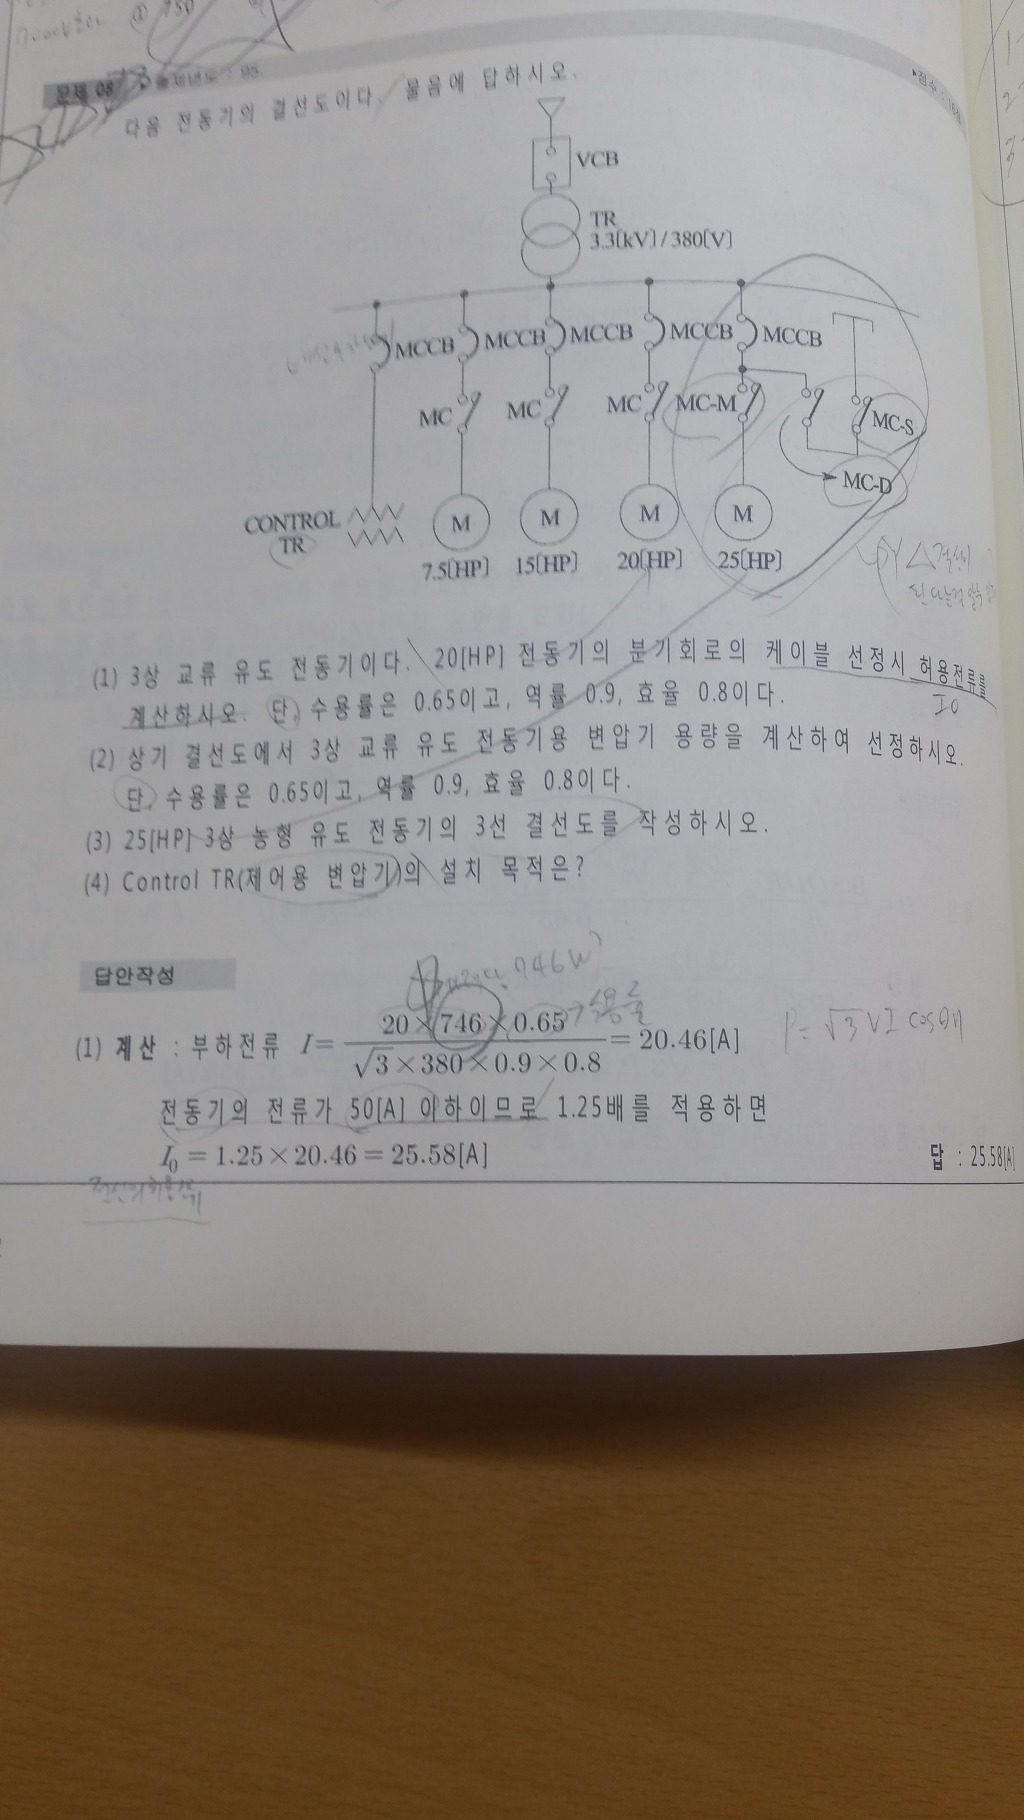 750
문제 08
다음 전동기의 결선도이다. 물음에 답하시오.
VCB
TR
3.3[kV] / 380[V]
MCCB MCCB MCCB MCCB MCCB
MC MC MC MC-M MC-S
MC-D
CONTROL
TR
M M M M
7.5[HP] 15[HP] 20[HP] 25[HP]
Y △ 결선이
(1) 3상 교류 유도 전동기이다. 20[HP] 전동기의 분기회로의 케이블 선정시 허용전류를
계산하시오. 단, 수용률은 0.65이고, 역률 0.9, 효율 0.8이다.
I0
(2) 상기 결선도에서 3상 교류 유도 전동기용 변압기 용량을 계산하여 선정하시오.
단, 수용률은 0.65이고, 역률 0.9, 효율 0.8이다.
(3) 25[HP] 3상 농형 유도 전동기의 3선 결선도를 작성하시오.
(4) Control TR(제어용 변압기)의 설치 목적은?
답안작성
746W
수용률
(1) 계산 : 부하전류 I = 20×746×0.65 / √3×380×0.9×0.8 = 20.46[A]
P= √3 VI cosθη
전동기의 전류가 50[A] 이하이므로 1.25배를 적용하면
I₀ = 1.25×20.46 = 25.58[A]
답 : 25.58[A]